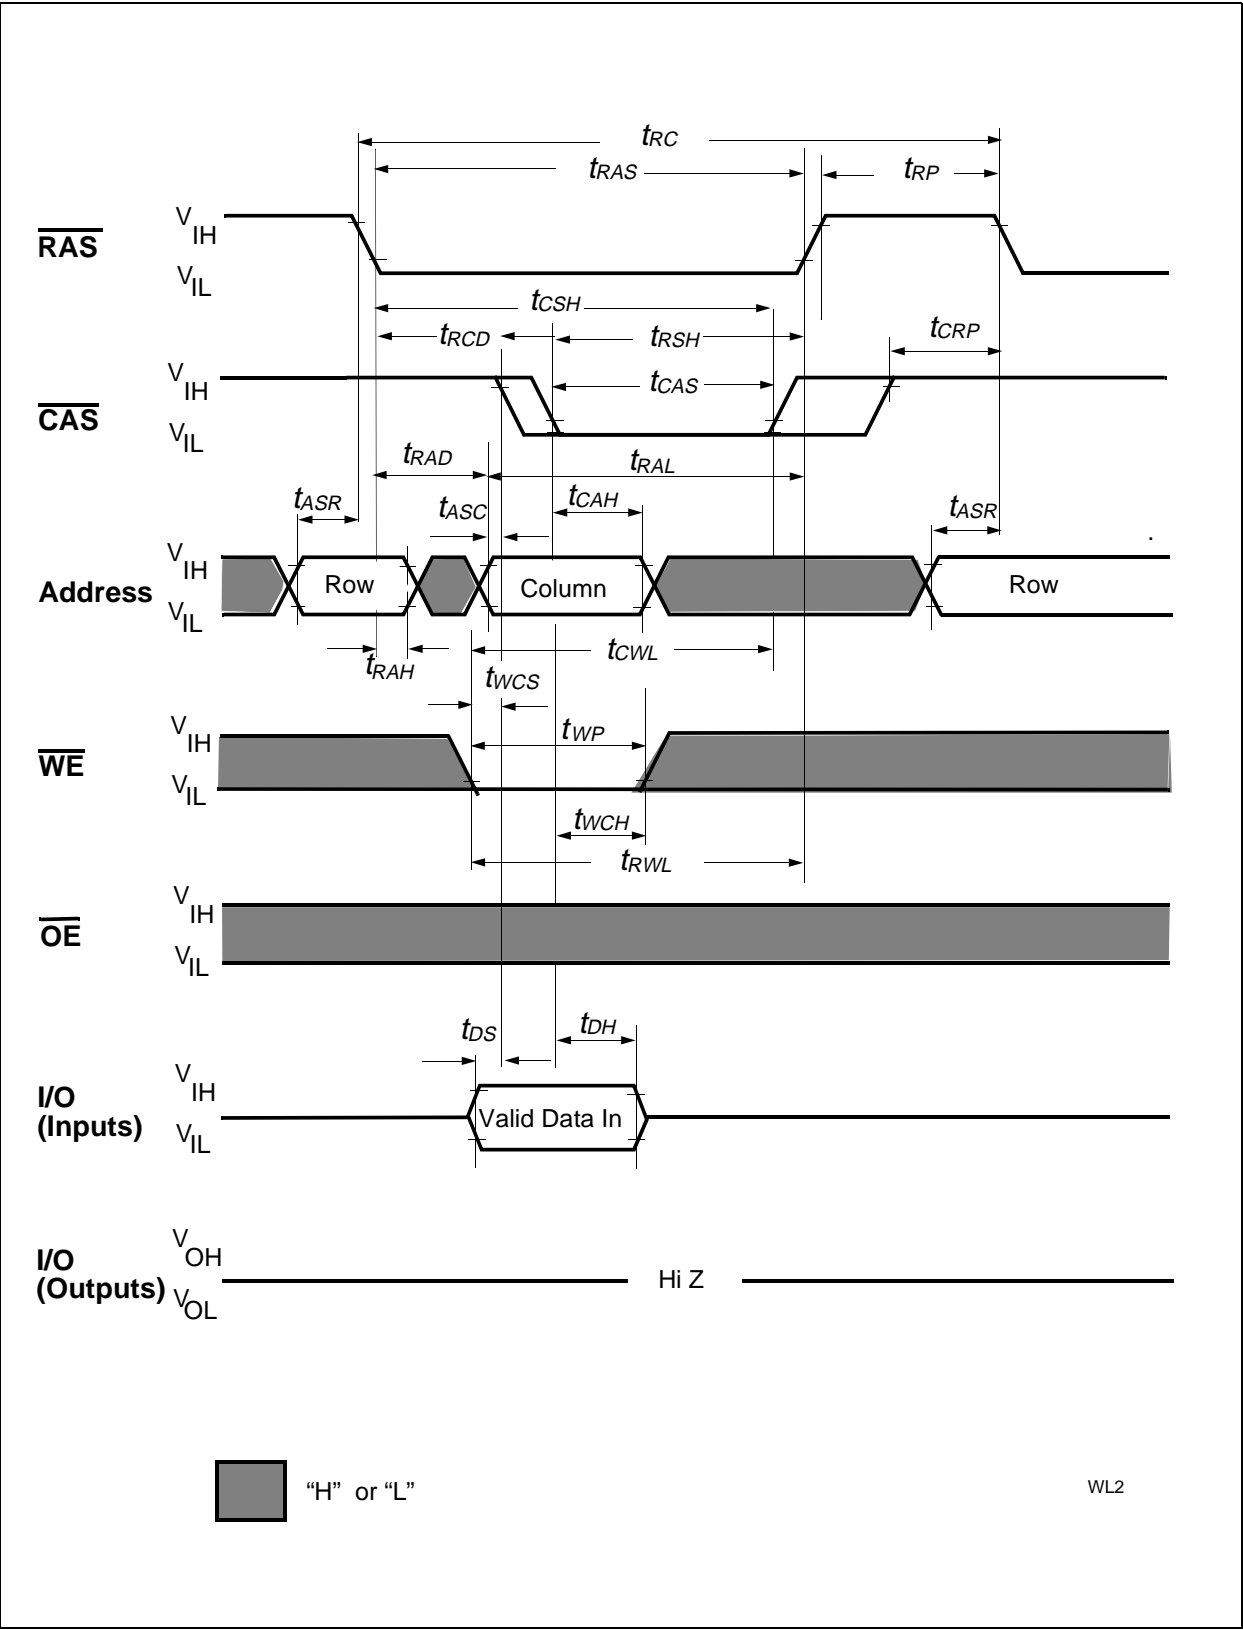 tRC
tRAS
tRP
RAS
VIH
VIL
tCSH
tRCD
tRSH
tCRP
CAS
VIH
VIL
tCAS
tRAD
tRAL
tASR
tASC
tCAH
tASR
Address
VIH
VIL
Row
Column
Row
tRAH
tCWL
tWCS
WE
VIH
VIL
tWP
tWCH
tRWL
OE
VIH
VIL
tDS
tDH
I/O
(Inputs)
VIH
VIL
Valid Data In
I/O
(Outputs)
VOH
VOL
Hi Z
“H” or “L”
WL2